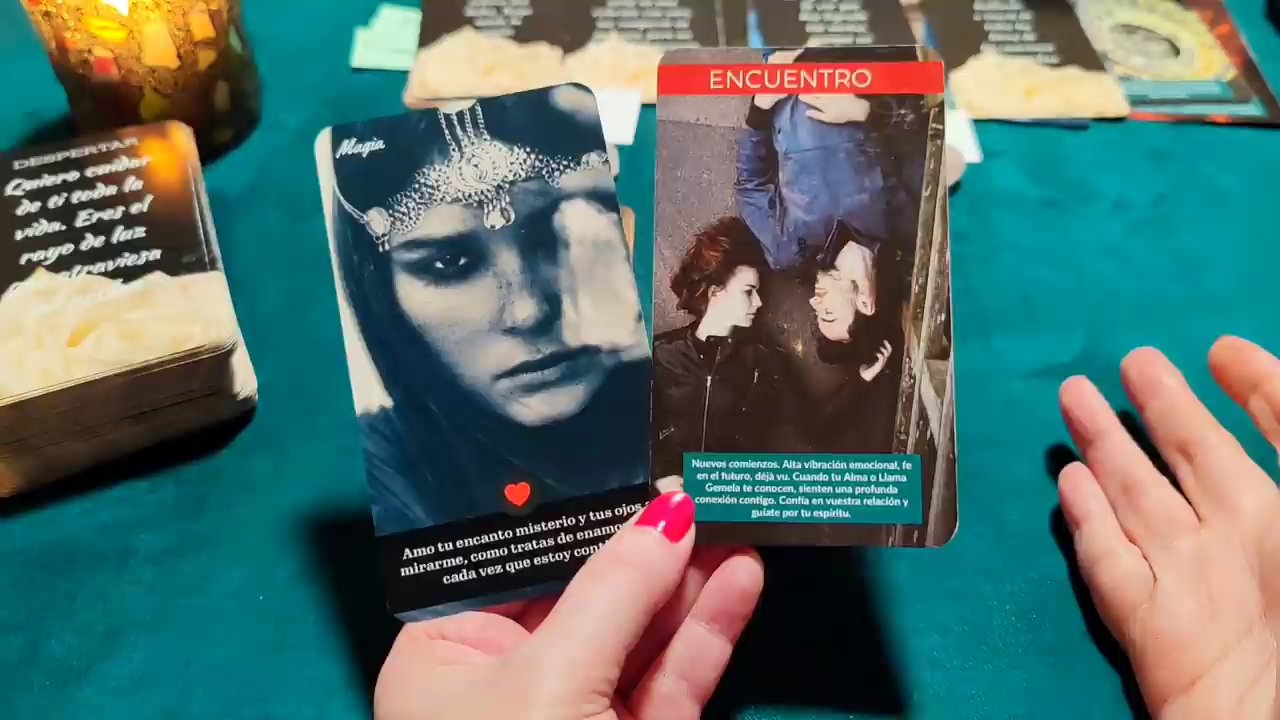 DESPERTAR
Quiero cuidar
de ti toda la
vida. Eres el
rayo de luz
atraviesa
Magia
Amo tu encanto misterio y tus ojos
mirarme, como tratas de
cada vez que estoy
ENCUENTRO
Nuevos comienzos. Alta vibración emocional, fe
en el futuro, déjà vu. Cuando tu Alma o Llama
Gemela te conocen, sienten una profunda
conexión contigo. Confía en vuestra relación y
guíate por tu espíritu.